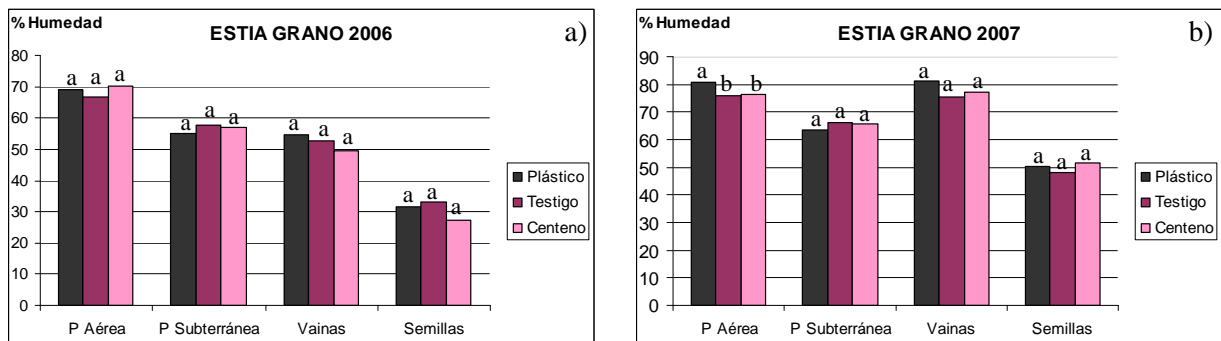 % Humedad
ESTIA GRANO 2006
a)
80
70
60
50
40
30
20
10
0
a a a
a a a
a a a
a a a
P Aérea P Subterránea Vainas Semillas
Plástico
Testigo
Centeno
% Humedad
ESTIA GRANO 2007
b)
90
80
70
60
50
40
30
20
10
0
a b b
a a a
a a a
a a a
P Aérea P Subterránea Vainas Semillas
Plástico
Testigo
Centeno